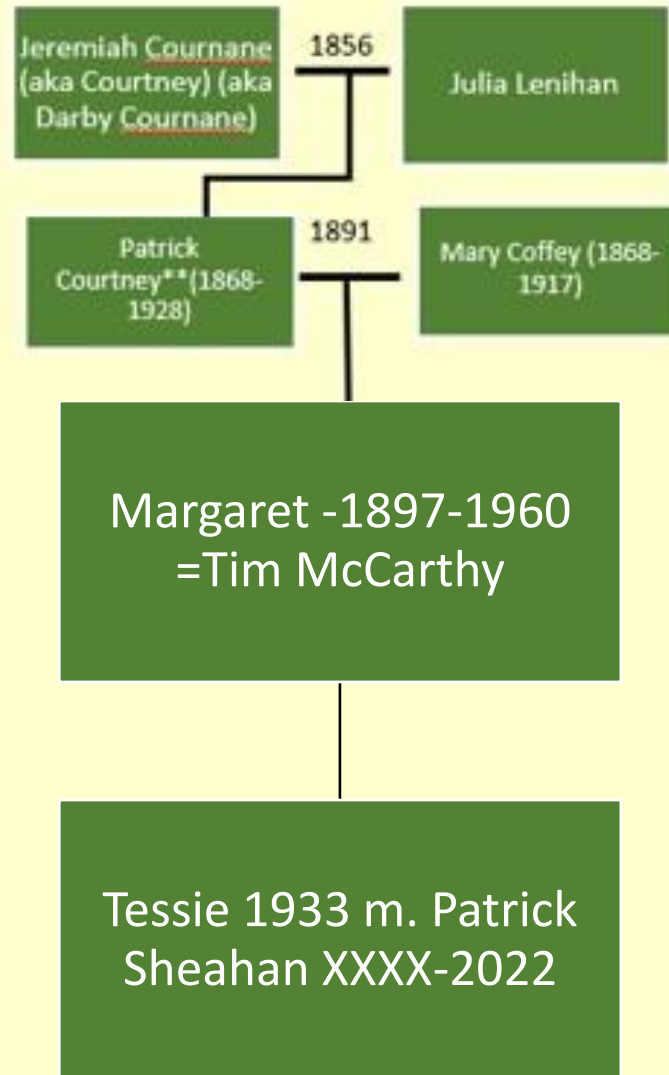 Jeremiah Cournane
(aka Courtney) (aka
Darby Cournane)
1856
Julia Lenihan
Patrick
Courtney**(1868-
1928)
1891
Mary Coffey (1868-
1917)
Margaret -1897-1960
=Tim McCarthy
Tessie 1933 m. Patrick
Sheahan XXXX-2022